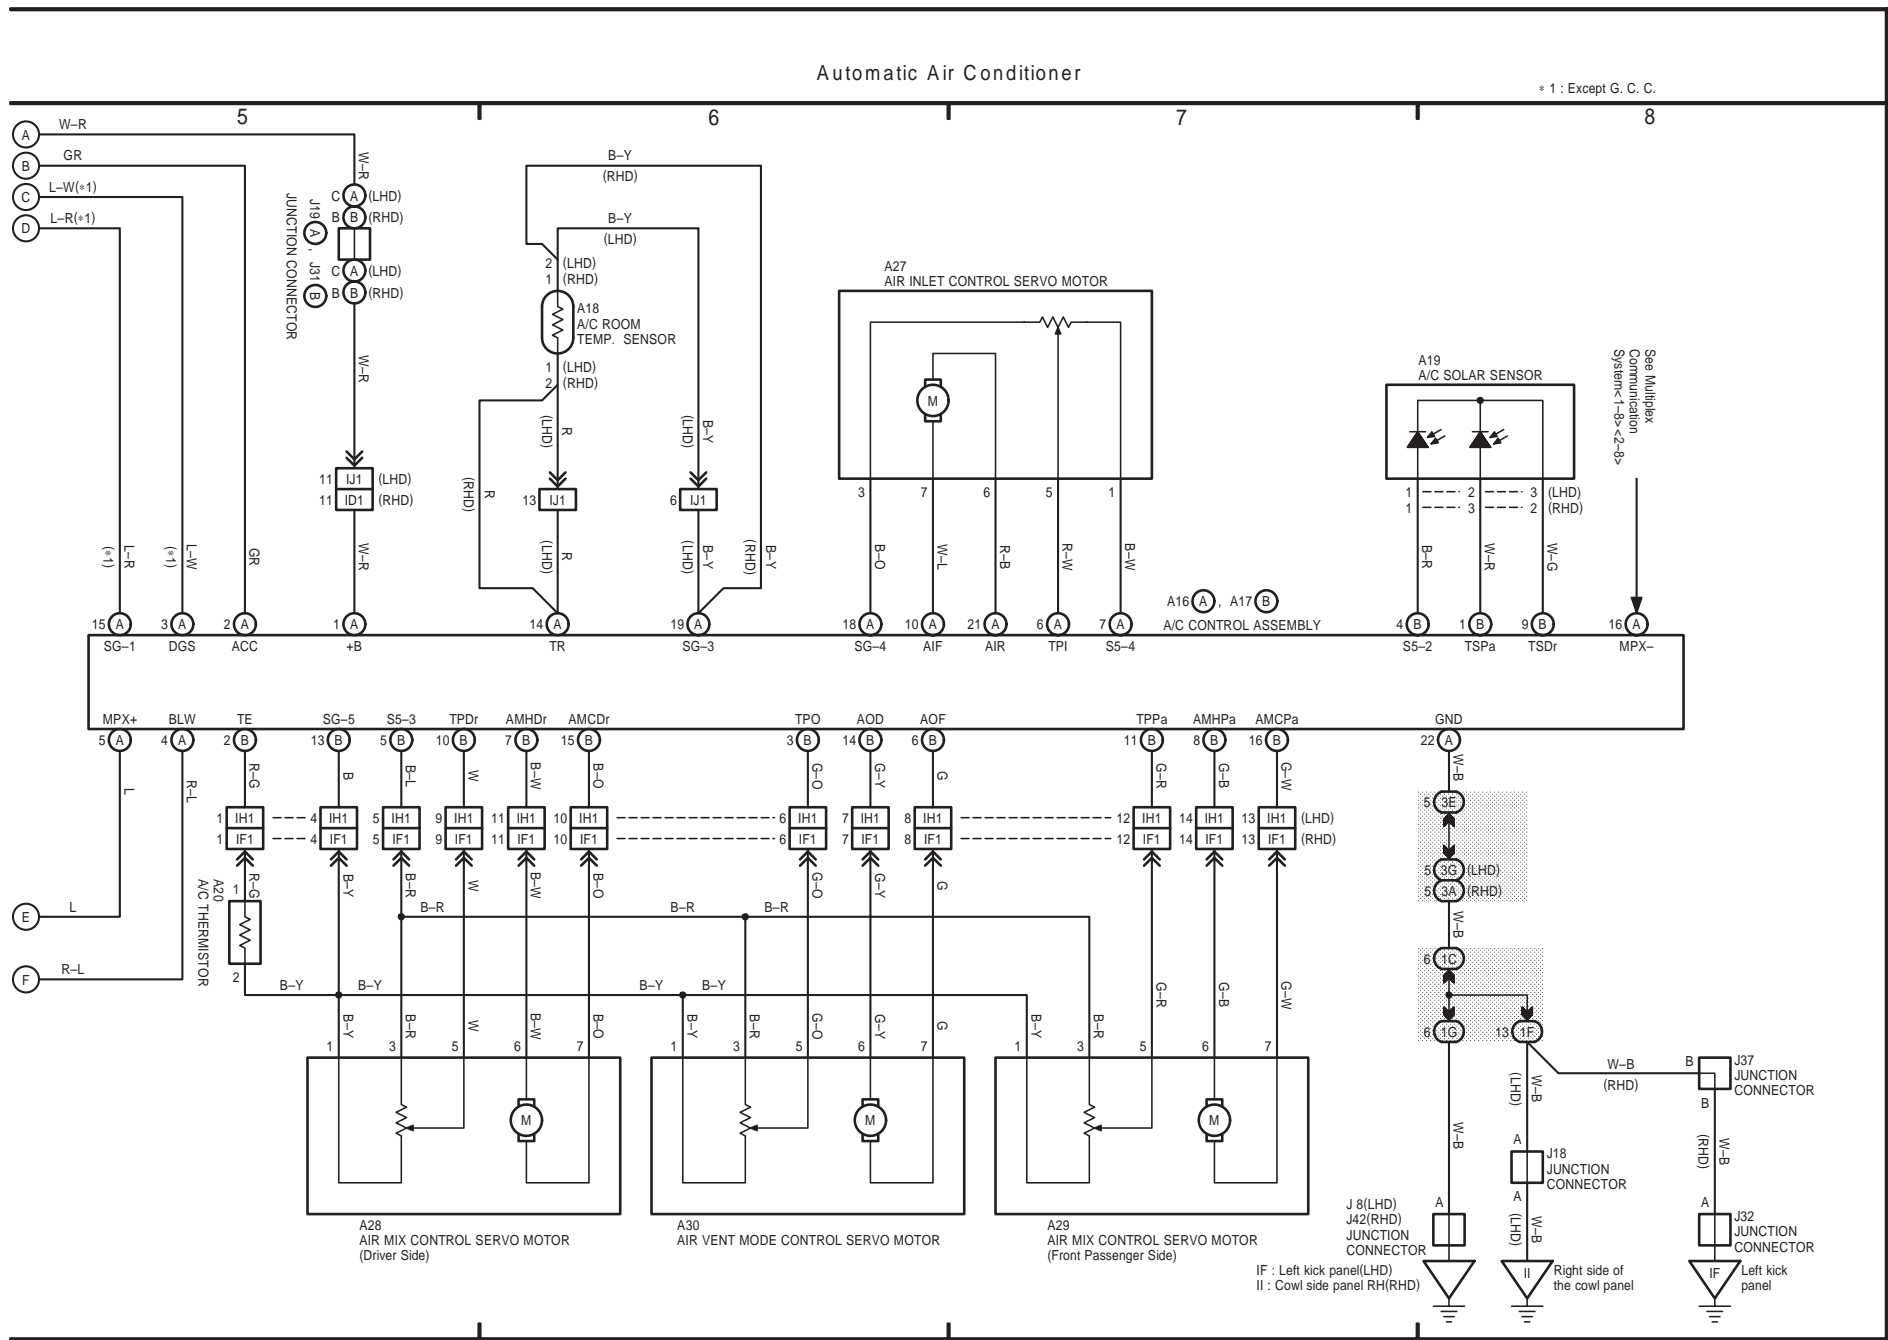 Automatic Air Conditioner
∗ 1 : Except G. C. C.
5 6 7 8
A W–R
B GR
C L–W(∗1)
D L–R(∗1)
W–R
C A (LHD)
B B (RHD)
J19 A , J31 B
JUNCTION CONNECTOR
C A (LHD)
B B (RHD)
W–R
11 IJ1 (LHD)
11 ID1 (RHD)
W–R
L–R
(∗1)
L–W
(∗1)
GR
B–Y
(RHD)
B–Y
(LHD)
2 (LHD)
1 (RHD)
A18
A/C ROOM
TEMP. SENSOR
1 (LHD)
2 (RHD)
R
(LHD)
B–Y
(LHD)
R
(RHD)
13 IJ1
6 IJ1
R
(LHD)
B–Y
(LHD)
B–Y
(RHD)
A27
AIR INLET CONTROL SERVO MOTOR
M
3 7 6 5 1
B–O W–L R–B R–W B–W
A16 A , A17 B
A/C CONTROL ASSEMBLY
A19
A/C SOLAR SENSOR
1 2 3 (LHD)
1 3 2 (RHD)
B–R W–R W–G
See Multiplex
Communication
System< 1–8> <2–8>
15 A 3 A 2 A 1 A 14 A 19 A 18 A 10 A 21 A 6 A 7 A 4 B 1 B 9 B 16 A
SG–1 DGS ACC +B TR SG–3 SG–4 AIF AIR TPI S5–4 S5–2 TSPa TSDr MPX–
MPX+ BLW TE SG–5 S5–3 TPDr AMHDr AMCDr TPO AOD AOF TPPa AMHPa AMCPa GND
5 A 4 A 2 B 13 B 5 B 10 B 7 B 15 B 3 B 14 B 6 B 11 B 8 B 16 B 22 A
L R–L R–G B B–L W B–W B–O G–O G–Y G G–R G–B G–W W–B
1 IH1 4 IH1 5 IH1 9 IH1 11 IH1 10 IH1 6 IH1 7 IH1 8 IH1 12 IH1 14 IH1 13 IH1 (LHD)
1 IF1 4 IF1 5 IF1 9 IF1 11 IF1 10 IF1 6 IF1 7 IF1 8 IF1 12 IF1 14 IF1 13 IF1 (RHD)
R–G B–Y B–R W B–W B–O G–O G–Y G
5 3E
5 3G (LHD)
5 3A (RHD)
W–B
A20
A/C THERMISTOR
1
2
E L
F R–L
B–R B–R B–R
B–Y B–Y B–Y B–Y
B–Y B–R W B–W B–O B–Y B–R G–O G–Y G B–Y B–R G–R G–B G–W
1 3 5 6 7 1 3 5 6 7 1 3 5 6 7
M M M
A28
AIR MIX CONTROL SERVO MOTOR
(Driver Side)
A30
AIR VENT MODE CONTROL SERVO MOTOR
A29
AIR MIX CONTROL SERVO MOTOR
(Front Passenger Side)
6 1C
6 1G 13 1F
W–B
(RHD)
B
J37
JUNCTION
CONNECTOR
B
W–B
W–B
(LHD)
W–B
(RHD)
A
J18
JUNCTION
CONNECTOR
A
W–B
(LHD)
A
J 8(LHD)
J42(RHD)
JUNCTION
CONNECTOR
A
J32
JUNCTION
CONNECTOR
IF : Left kick panel(LHD)
II : Cowl side panel RH(RHD)
II
Right side of
the cowl panel
IF
Left kick
panel